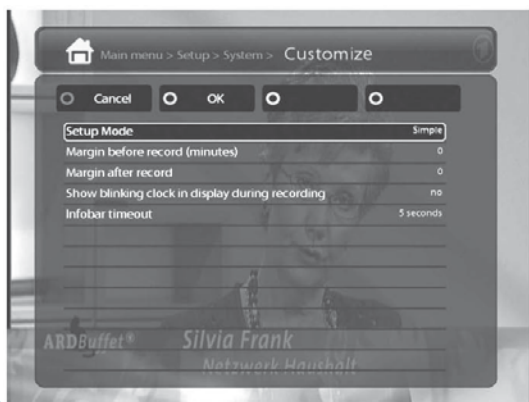 Main menu > Setup > System > Customize
Cancel OK
Setup Mode Simple
Margin before record (minutes) 0
Margin after record 0
Show blinking clock in display during recording no
Infobar timeout 5 seconds
ARDBuffet®
Silvia Frank
Netzwerk Haushalt